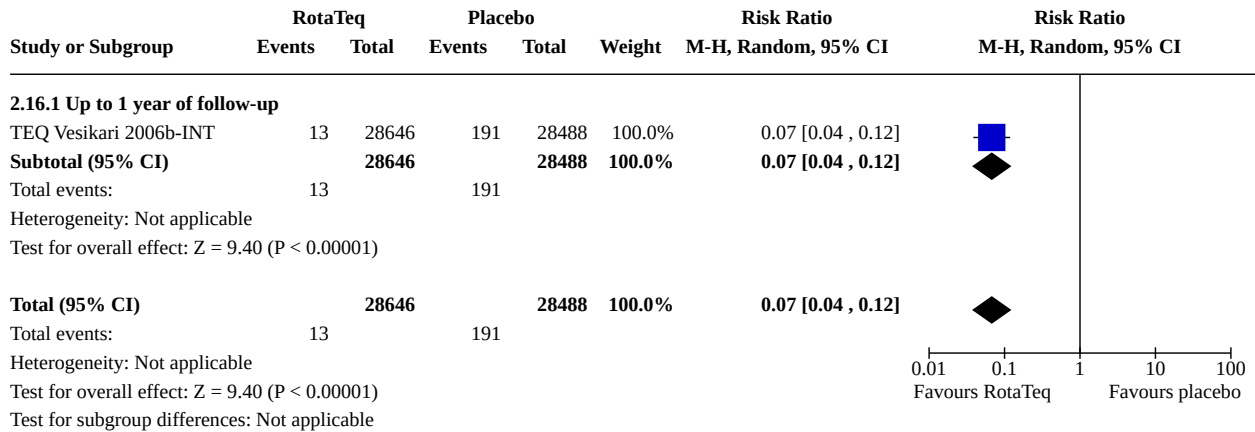 RotaTeq Placebo Risk Ratio Risk Ratio
Study or Subgroup Events Total Events Total Weight M-H, Random, 95% CI M-H, Random, 95% CI
2.16.1 Up to 1 year of follow-up
TEQ Vesikari 2006b-INT 13 28646 191 28488 100.0% 0.07 [0.04 , 0.12]
Subtotal (95% CI) 28646 28488 100.0% 0.07 [0.04 , 0.12]
Total events: 13 191
Heterogeneity: Not applicable
Test for overall effect: Z = 9.40 (P < 0.00001)
Total (95% CI) 28646 28488 100.0% 0.07 [0.04 , 0.12]
Total events: 13 191
Heterogeneity: Not applicable
0.01 0.1 1 10 100
Test for overall effect: Z = 9.40 (P < 0.00001)
Favours RotaTeq Favours placebo
Test for subgroup differences: Not applicable